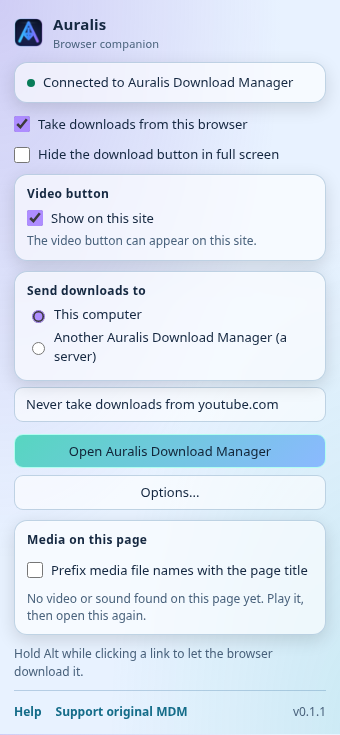 Auralis
Browser companion
Connected to Auralis Download Manager
Take downloads from this browser
Hide the download button in full screen
Video button
Show on this site
The video button can appear on this site.
Send downloads to
This computer
Another Auralis Download Manager (a
server)
Never take downloads from youtube.com
Open Auralis Download Manager
Options...
Media on this page
Prefix media file names with the page title
No video or sound found on this page yet. Play it,
then open this again.
Hold Alt while clicking a link to let the browser
download it.
Help Support original MDM v0.1.1